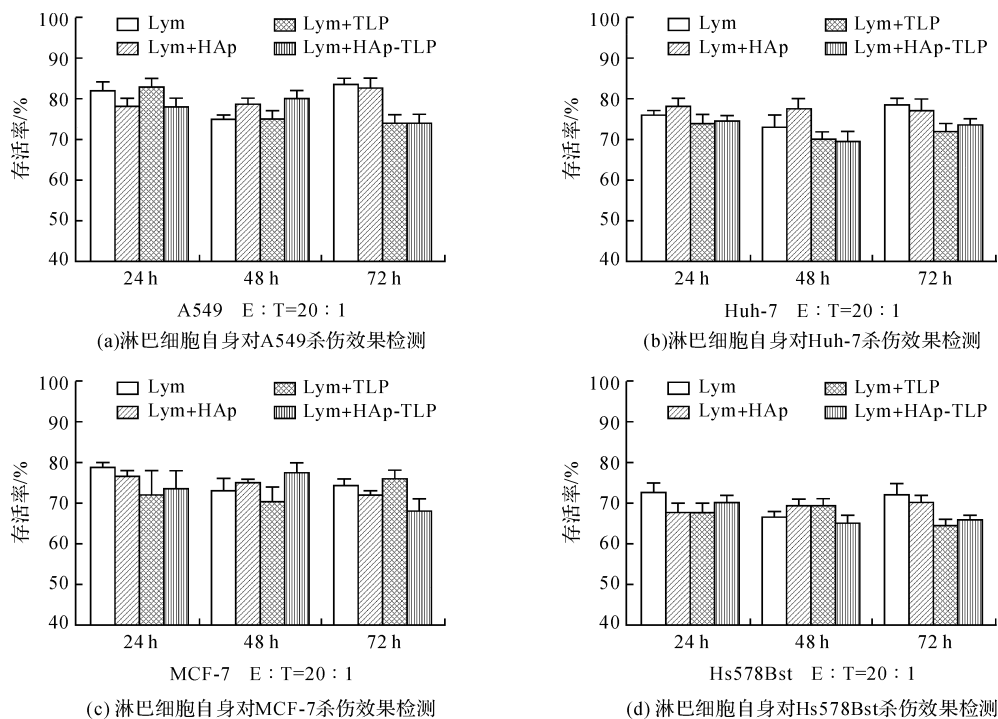 100
90
80
70
60
50
40
存活率/%
Lym
Lym+TLP
Lym+HAp
Lym+HAp-TLP
24 h 48 h 72 h
A549 E∶T=20∶1
(a)淋巴细胞自身对A549杀伤效果检测
100
90
80
70
60
50
40
存活率/%
Lym
Lym+TLP
Lym+HAp
Lym+HAp-TLP
24 h 48 h 72 h
Huh-7 E∶T=20∶1
(b)淋巴细胞自身对Huh-7杀伤效果检测
100
90
80
70
60
50
40
存活率/%
Lym
Lym+TLP
Lym+HAp
Lym+HAp-TLP
24 h 48 h 72 h
MCF-7 E∶T=20∶1
(c) 淋巴细胞自身对MCF-7杀伤效果检测
100
90
80
70
60
50
40
存活率/%
Lym
Lym+TLP
Lym+HAp
Lym+HAp-TLP
24 h 48 h 72 h
Hs578Bst E∶T=20∶1
(d) 淋巴细胞自身对Hs578Bst杀伤效果检测